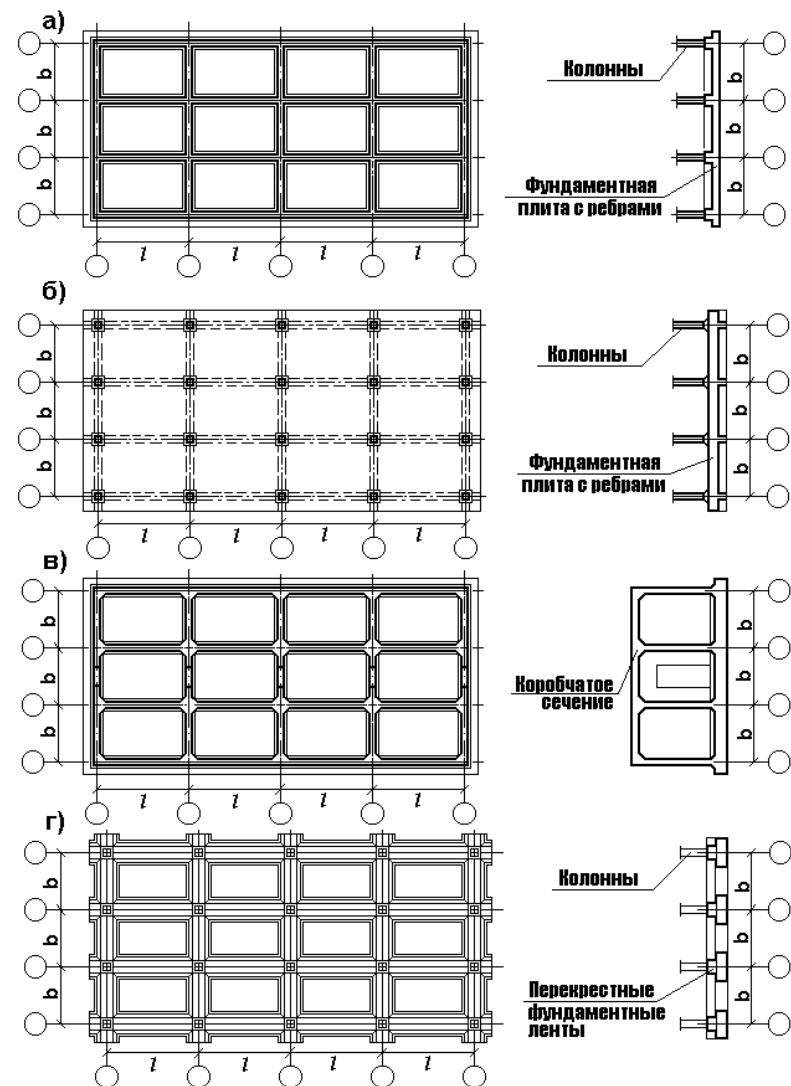 а)
b
b
b
l
l
l
l
Колонны
Фундаментная
плита с ребрами
b
b
b
б)
b
b
b
l
l
l
l
Колонны
Фундаментная
плита с ребрами
b
b
b
в)
b
b
b
l
l
l
l
Коробчатое
сечение
b
b
b
г)
b
b
b
l
l
l
l
Колонны
Перекрестные
фундаментные
ленты
b
b
b